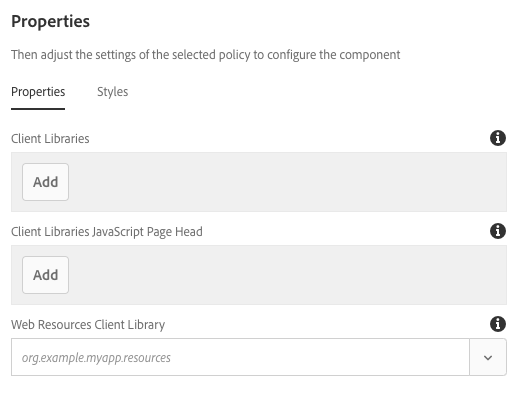 Properties
Then adjust the settings of the selected policy to configure the component
Properties Styles
Client Libraries
Add
Client Libraries JavaScript Page Head
Add
Web Resources Client Library
org.example.myapp.resources